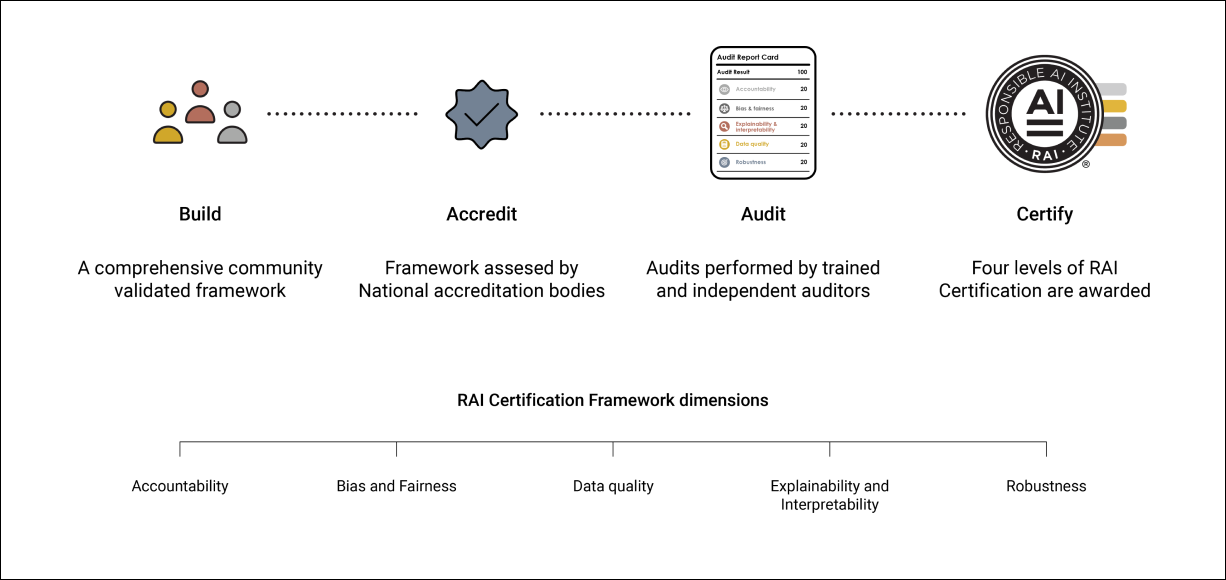 Audit Report Card
Audit Result 100
Accountability 20
Bias & fairness 20
Explainability &
interpretability 20
Data quality 20
Robustness 20
RESPONSIBLE AI INSTITUTE
AI
· RAI ·
®
Build
Accredit
Audit
Certify
A comprehensive community
validated framework
Framework assesed by
National accreditation bodies
Audits performed by trained
and independent auditors
Four levels of RAI
Certification are awarded
RAI Certification Framework dimensions
Accountability
Bias and Fairness
Data quality
Explainability and
Interpretability
Robustness